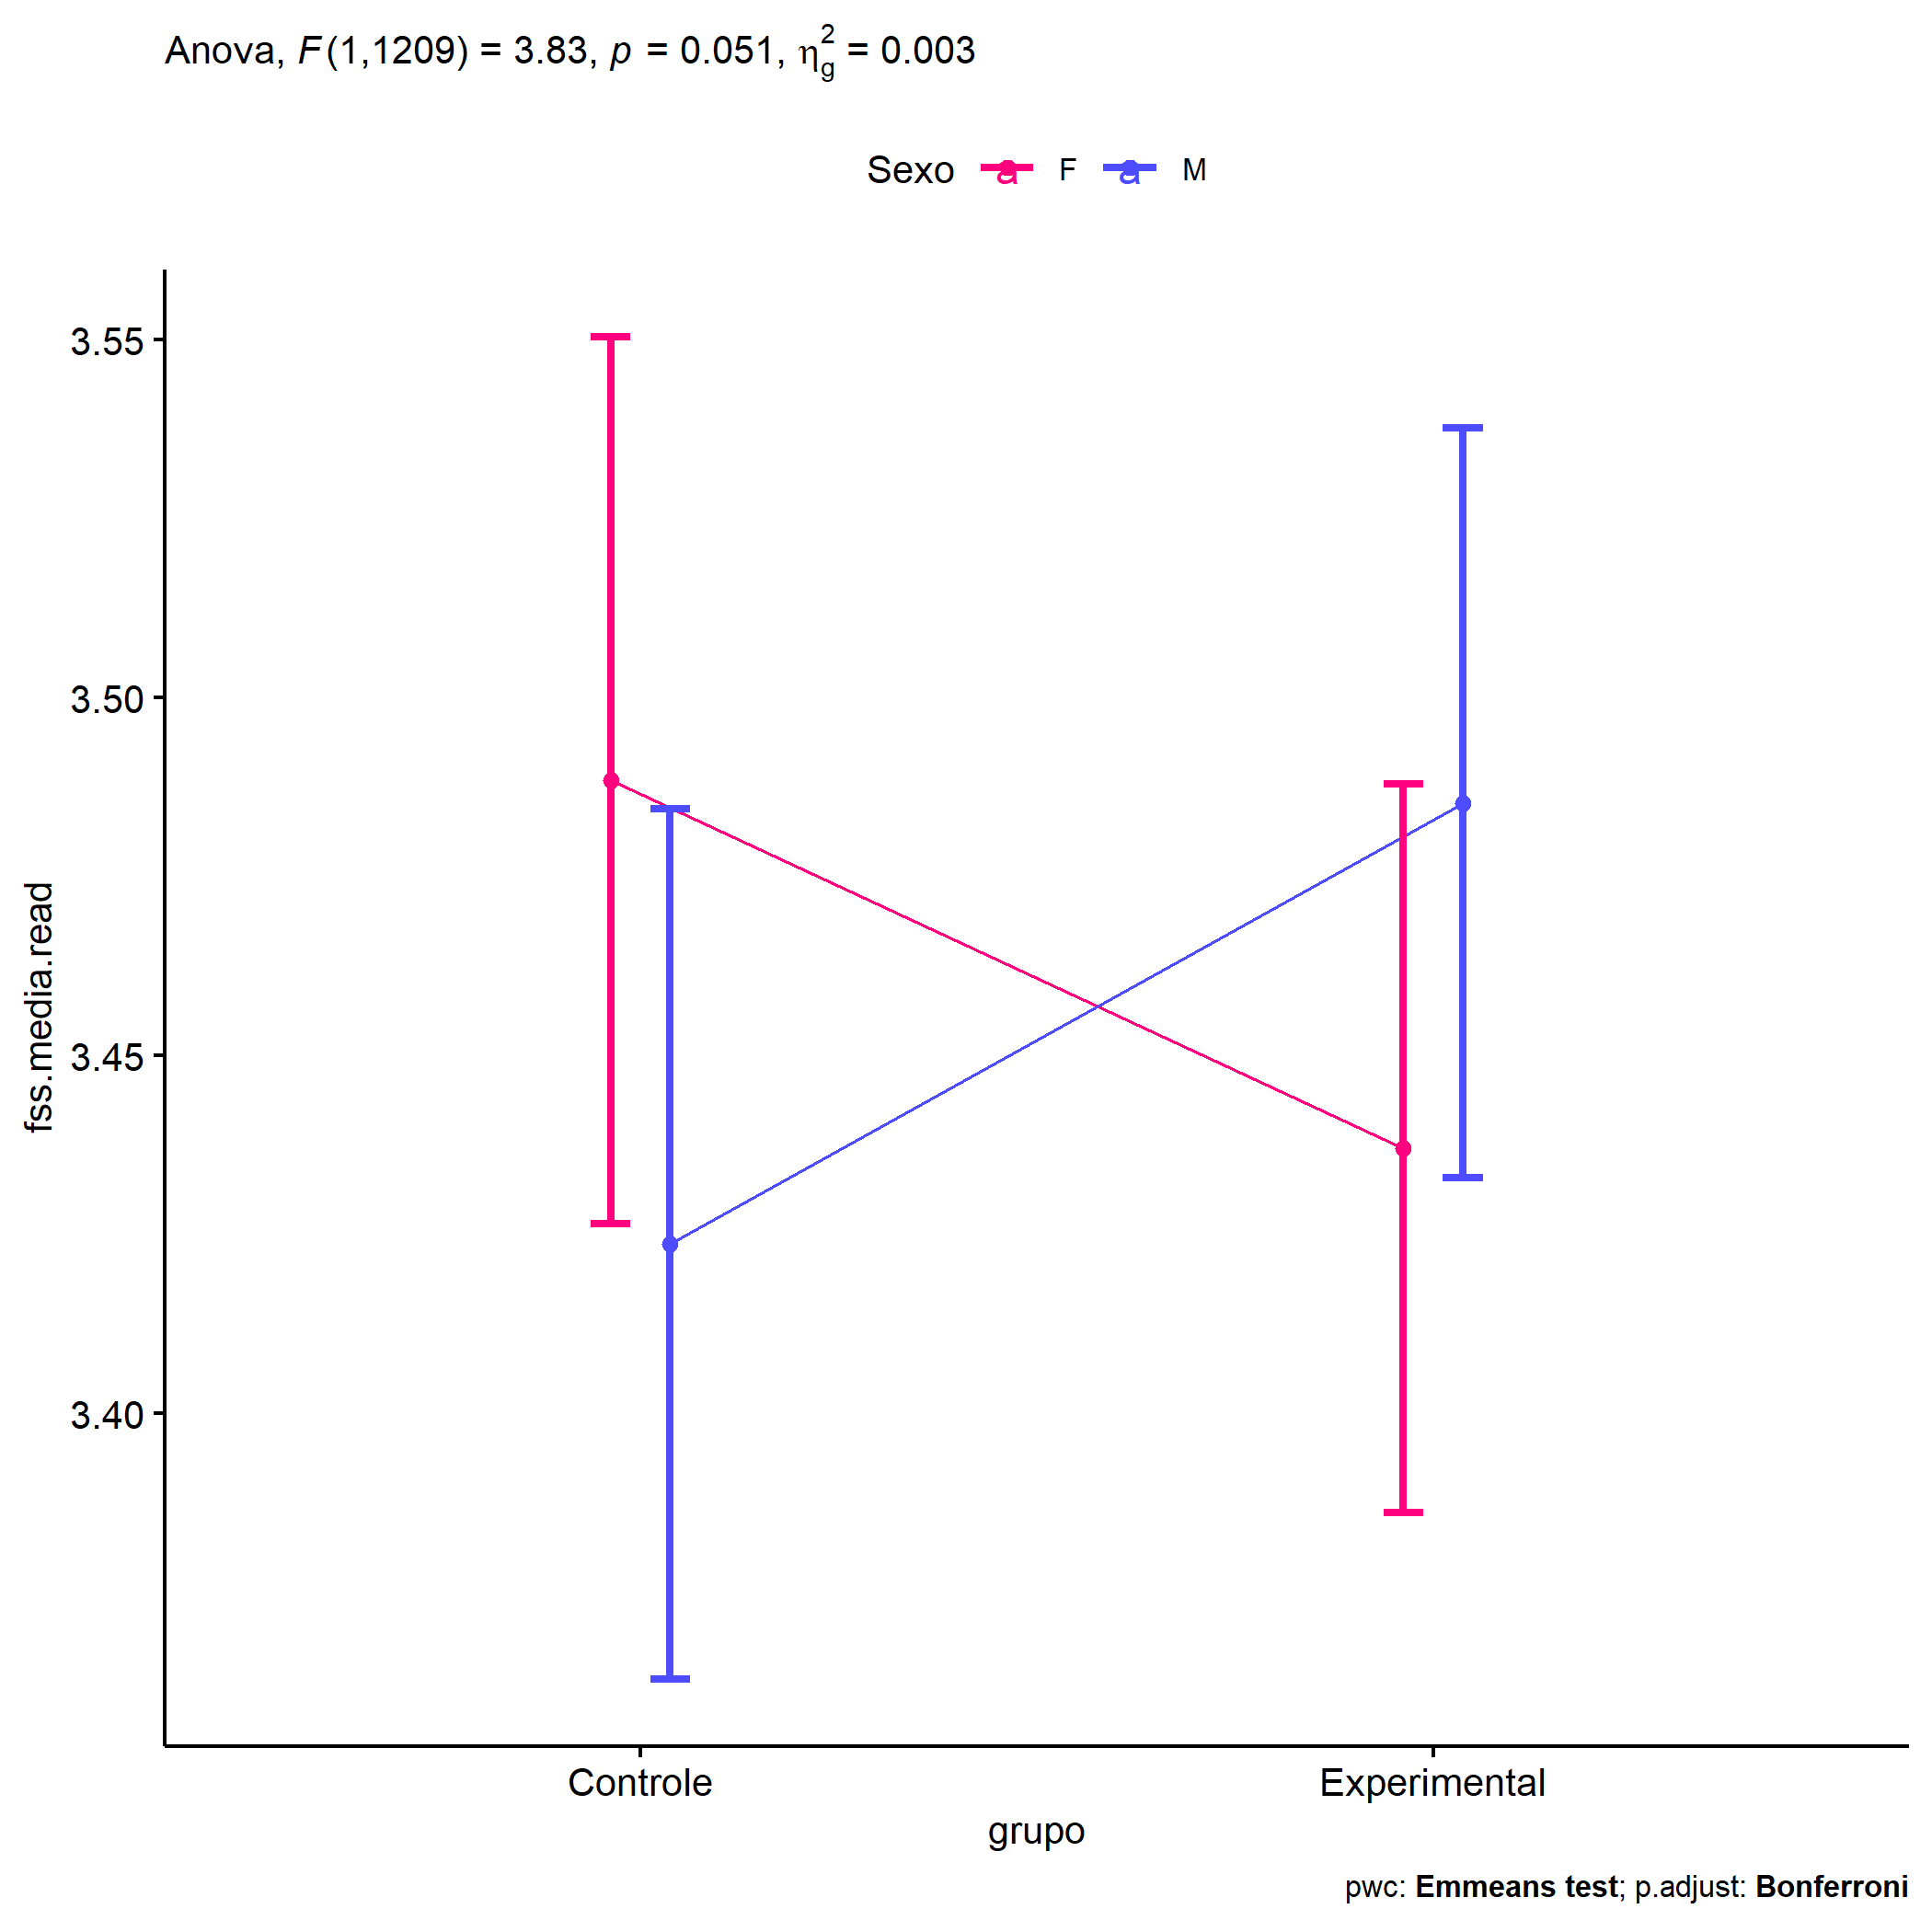 Anova, F(1,1209) = 3.83, p = 0.051, η²g = 0.003
Sexo a F a M
3.55
3.50
3.45
3.40
fss.media.read
Controle Experimental
grupo
pwc: Emmeans test; p.adjust: Bonferroni